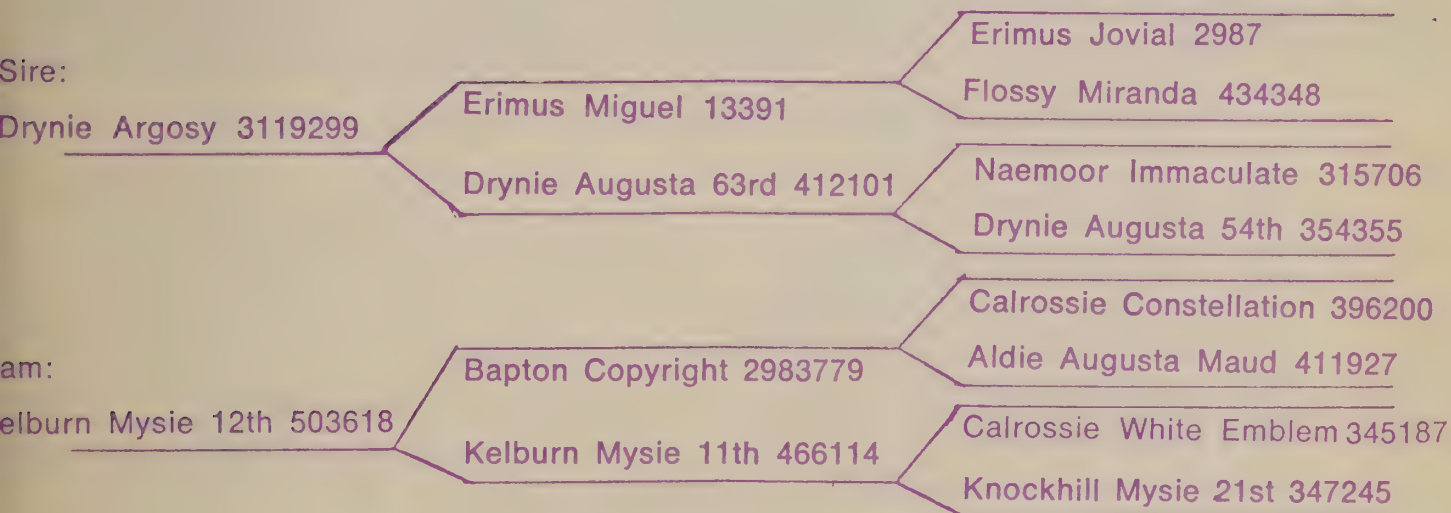 Sire:
Drynie Argosy 3119299
Erimus Miguel 13391
Drynie Augusta 63rd 412101
Erimus Jovial 2987
Flossy Miranda 434348
Naemoor Immaculate 315706
Drynie Augusta 54th 354355
am:
elburn Mysie 12th 503618
Bapton Copyright 2983779
Kelburn Mysie 11th 466114
Calrossie Constellation 396200
Aldie Augusta Maud 411927
Calrossie White Emblem 345187
Knockhill Mysie 21st 347245